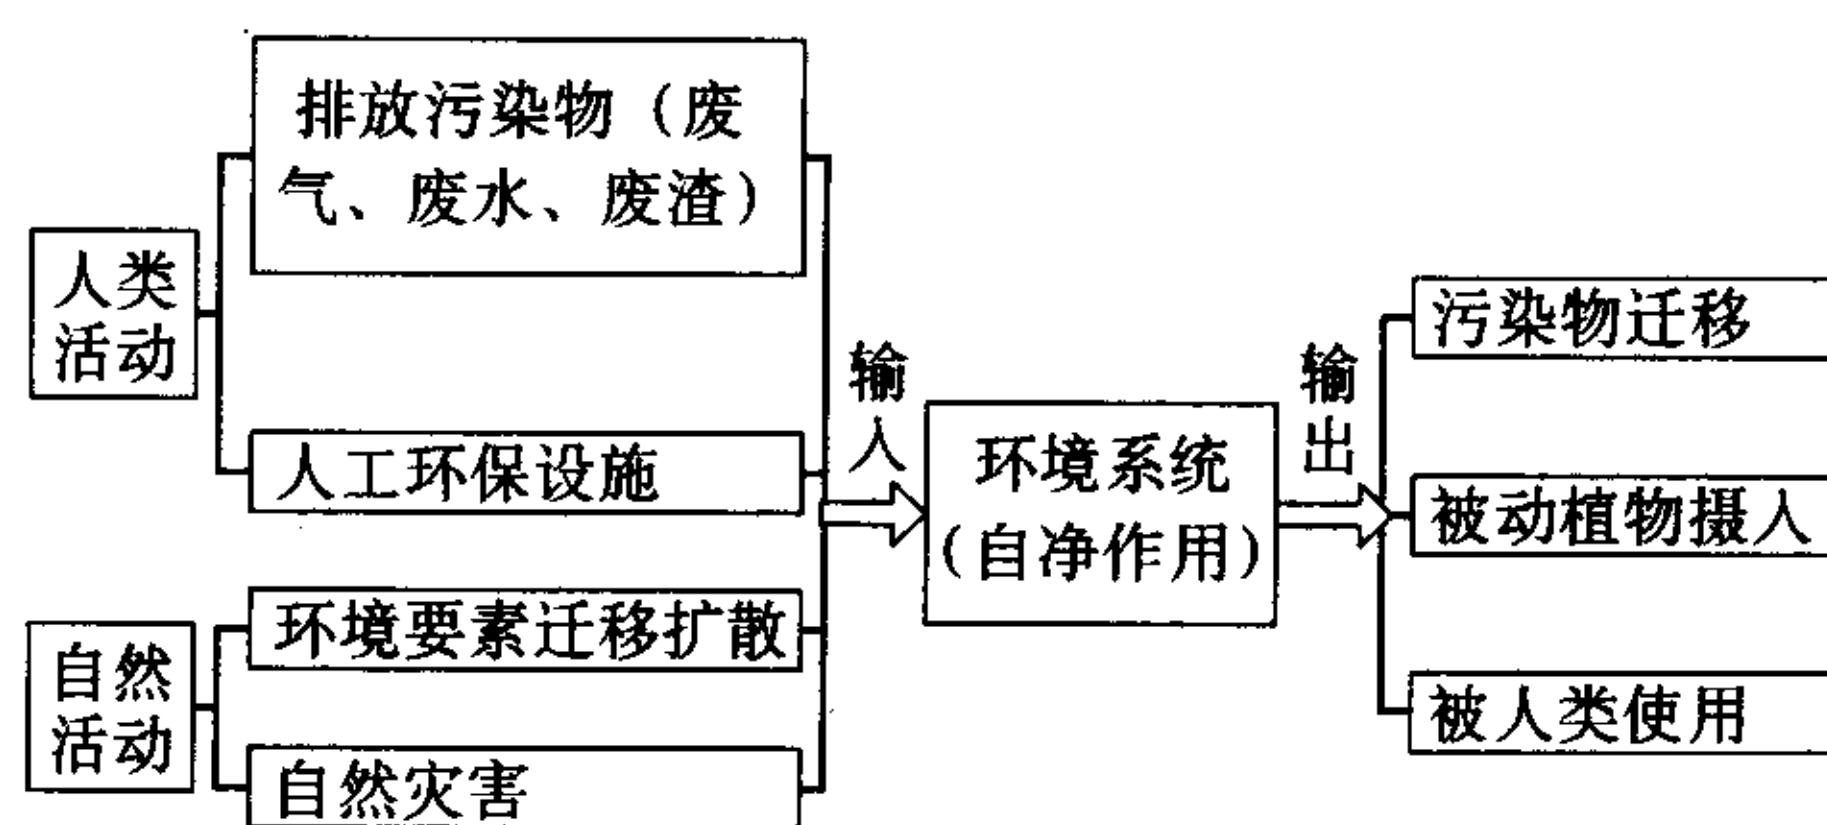 排放污染物（废
气、废水、废渣）
人类
活动
人工环保设施
环境要素迁移扩散
自然
活动
自然灾害
输
入
环境系统
（自净作用）
输
出
污染物迁移
被动植物摄入
被人类使用